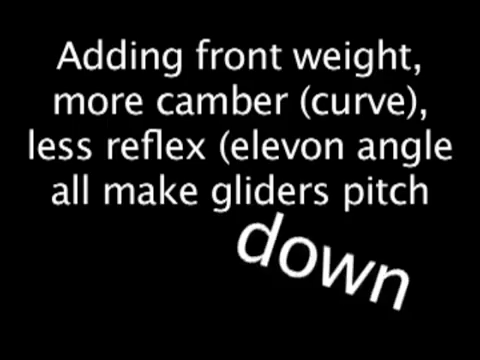 Adding front weight,
more camber (curve),
less reflex (elevon angle
all make gliders pitch
down